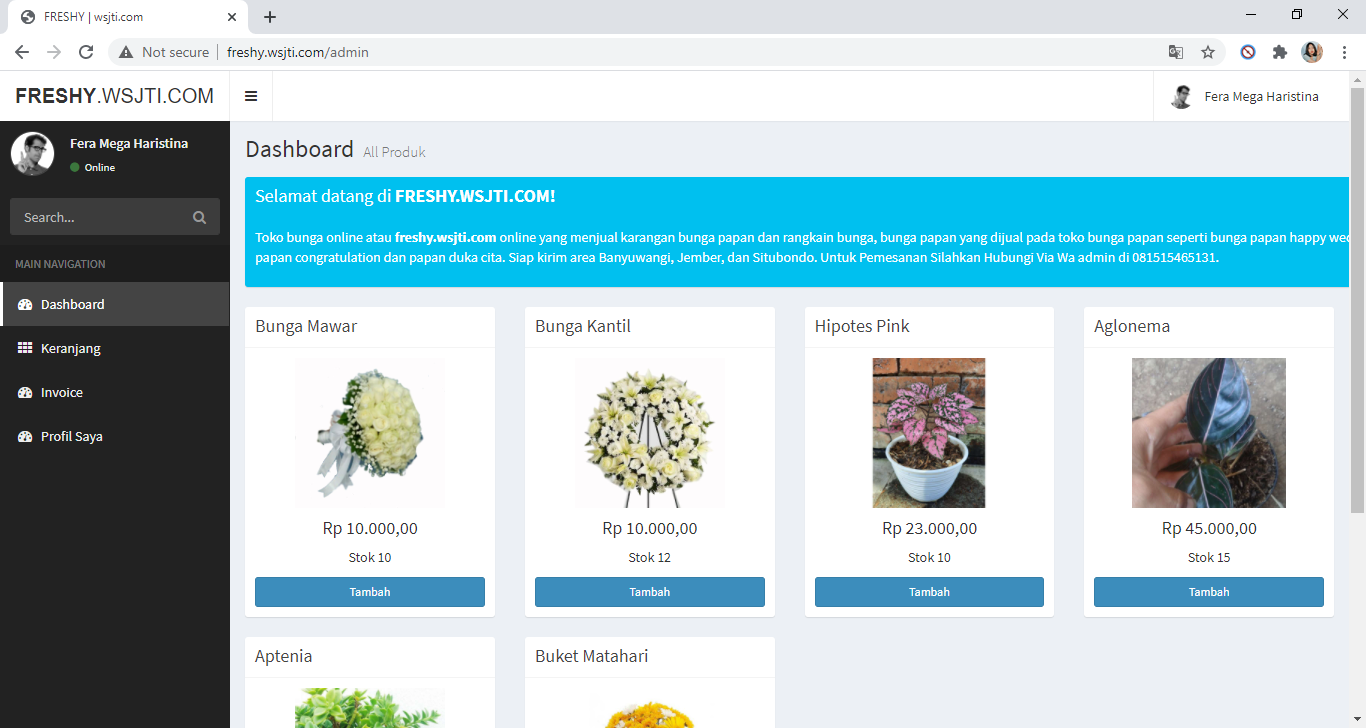 FRESHY | wsjti.com
Not secure
freshy.wsjti.com/admin
FRESHY.WSJTI.COM
Fera Mega Haristina
Fera Mega Haristina
Online
Search...
MAIN NAVIGATION
Dashboard
Keranjang
Invoice
Profil Saya
Dashboard All Produk
Selamat datang di FRESHY.WSJTI.COM!
Toko bunga online atau freshy.wsjti.com online yang menjual karangan bunga papan dan rangkain bunga, bunga papan yang dijual pada toko bunga papan seperti bunga papan happy
papan congratulation dan papan duka cita. Siap kirim area Banyuwangi, Jember, dan Situbondo. Untuk Pemesanan Silahkan Hubungi Via Wa admin di 081515465131.
Bunga Mawar
Rp 10.000,00
Stok 10
Tambah
Bunga Kantil
Rp 10.000,00
Stok 12
Tambah
Hipotes Pink
Rp 23.000,00
Stok 10
Tambah
Aglonema
Rp 45.000,00
Stok 15
Tambah
Aptenia
Buket Matahari